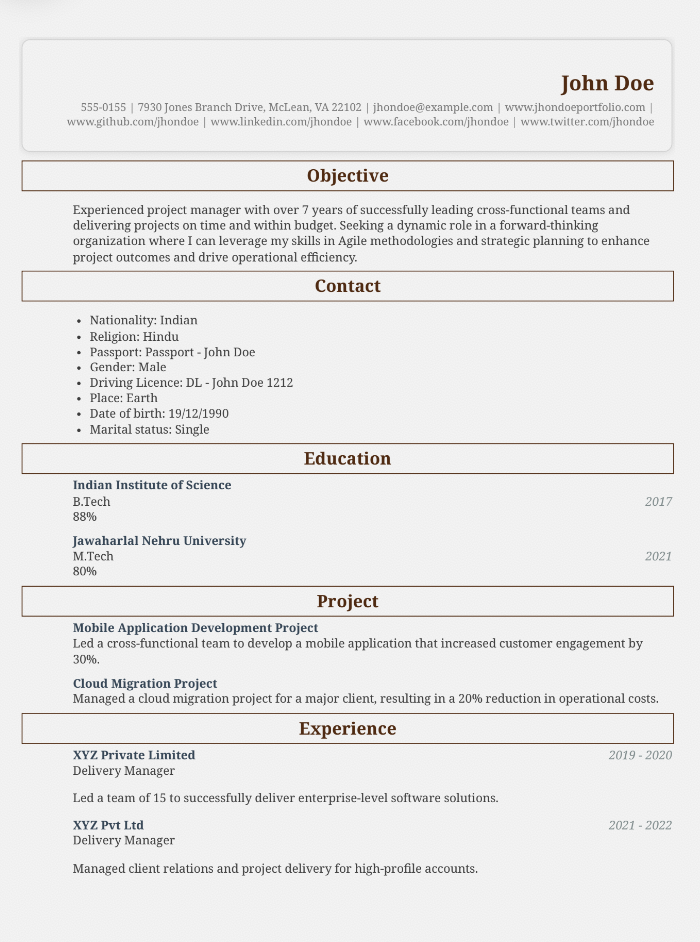 John Doe
555-0155 | 7930 Jones Branch Drive, McLean, VA 22102 | jhondoe@example.com | www.jhondoeportfolio.com |
www.github.com/jhondoe | www.linkedin.com/jhondoe | www.facebook.com/jhondoe | www.twitter.com/jhondoe
Objective
Experienced project manager with over 7 years of successfully leading cross-functional teams and
delivering projects on time and within budget. Seeking a dynamic role in a forward-thinking
organization where I can leverage my skills in Agile methodologies and strategic planning to enhance
project outcomes and drive operational efficiency.
Contact
• Nationality: Indian
• Religion: Hindu
• Passport: Passport - John Doe
• Gender: Male
• Driving Licence: DL - John Doe 1212
• Place: Earth
• Date of birth: 19/12/1990
• Marital status: Single
Education
Indian Institute of Science
B.Tech 2017
88%
Jawaharlal Nehru University
M.Tech 2021
80%
Project
Mobile Application Development Project
Led a cross-functional team to develop a mobile application that increased customer engagement by
30%.
Cloud Migration Project
Managed a cloud migration project for a major client, resulting in a 20% reduction in operational costs.
Experience
XYZ Private Limited 2019 - 2020
Delivery Manager
Led a team of 15 to successfully deliver enterprise-level software solutions.
XYZ Pvt Ltd 2021 - 2022
Delivery Manager
Managed client relations and project delivery for high-profile accounts.